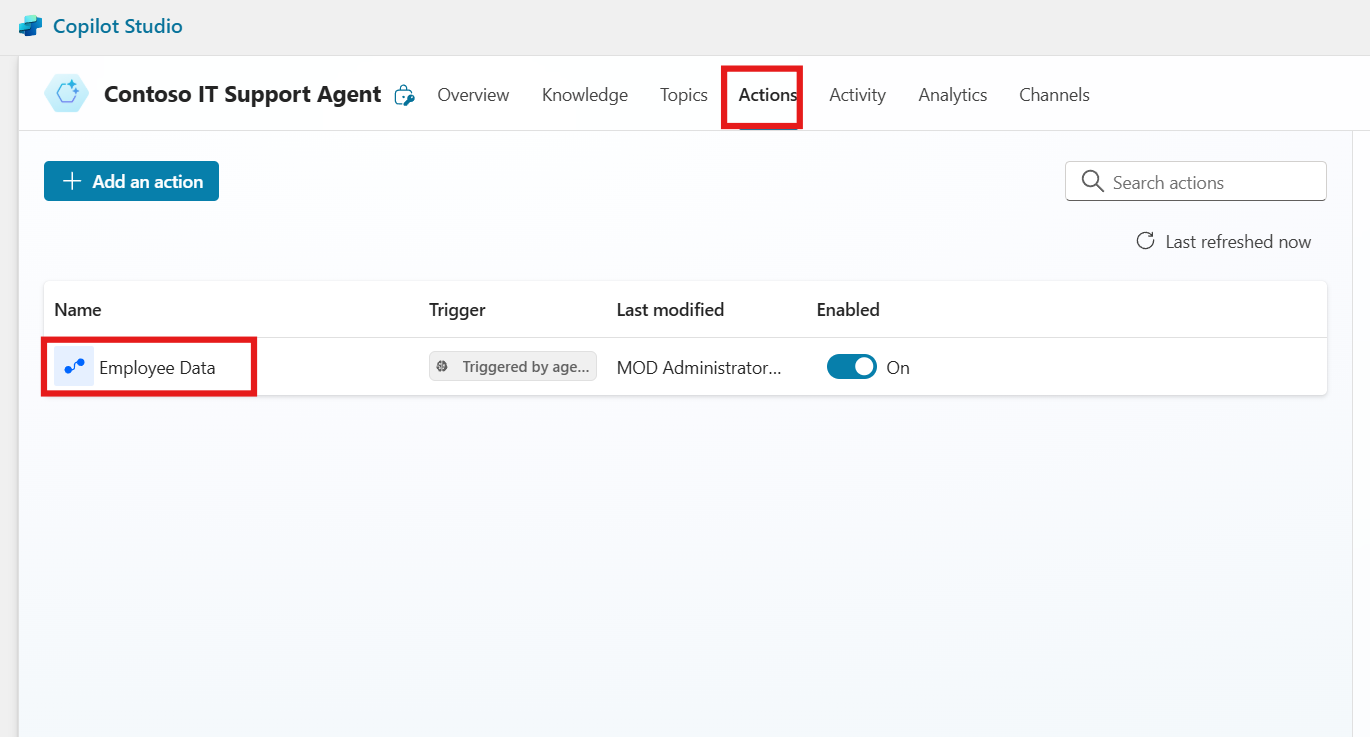 Copilot Studio
Contoso IT Support Agent Overview Knowledge Topics Actions Activity Analytics Channels
Add an action
Search actions
Last refreshed now
Name Trigger Last modified Enabled
Employee Data Triggered by age... MOD Administrator... On